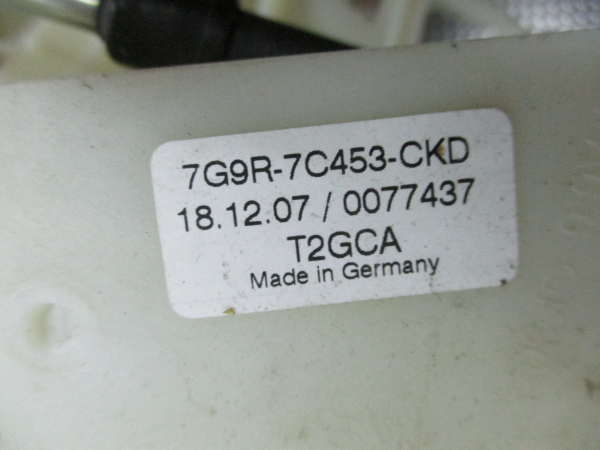 7G9R-7C453-CKD
18.12.07 / 0077437
T2GCA
Made in Germany